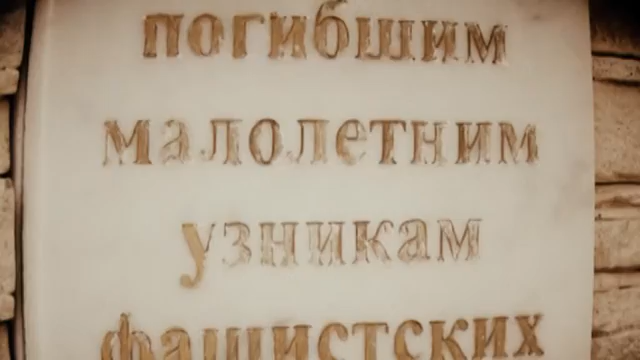 погибшим
малолетним
узникам
фашистских